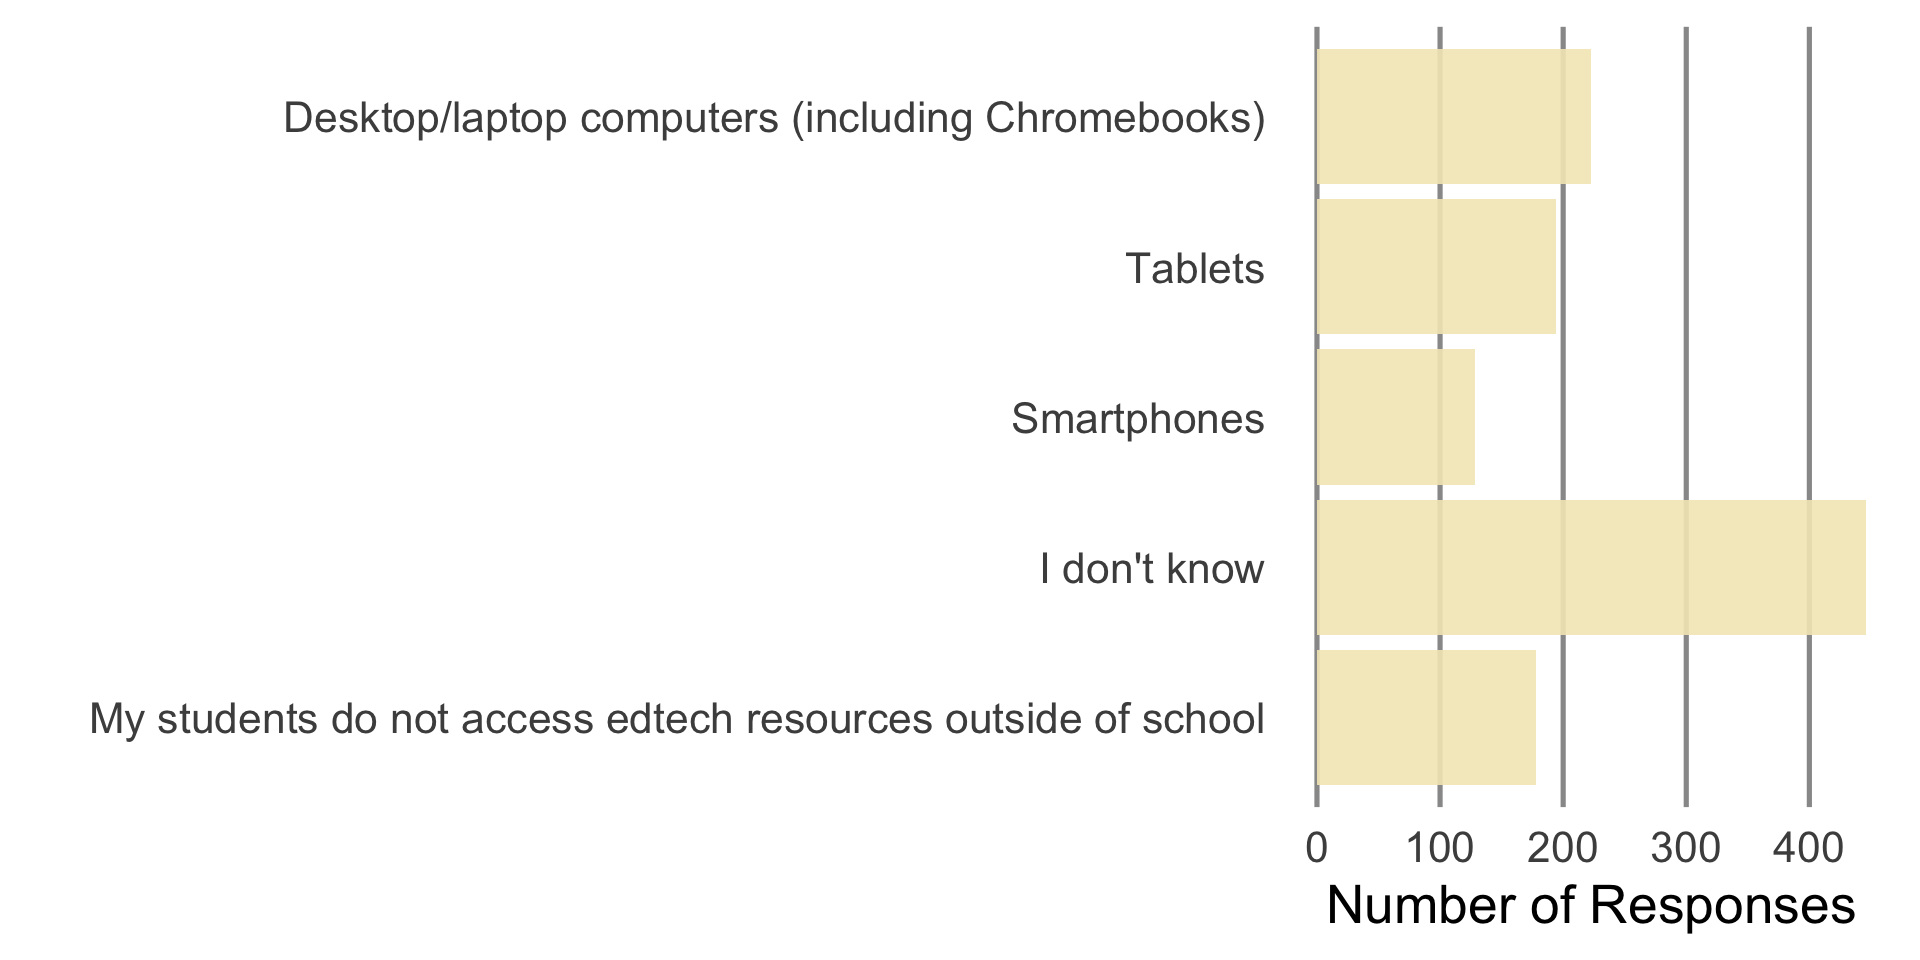 Desktop/laptop computers (including Chromebooks)
Tablets
Smartphones
I don't know
My students do not access edtech resources outside of school
0 100 200 300 400
Number of Responses